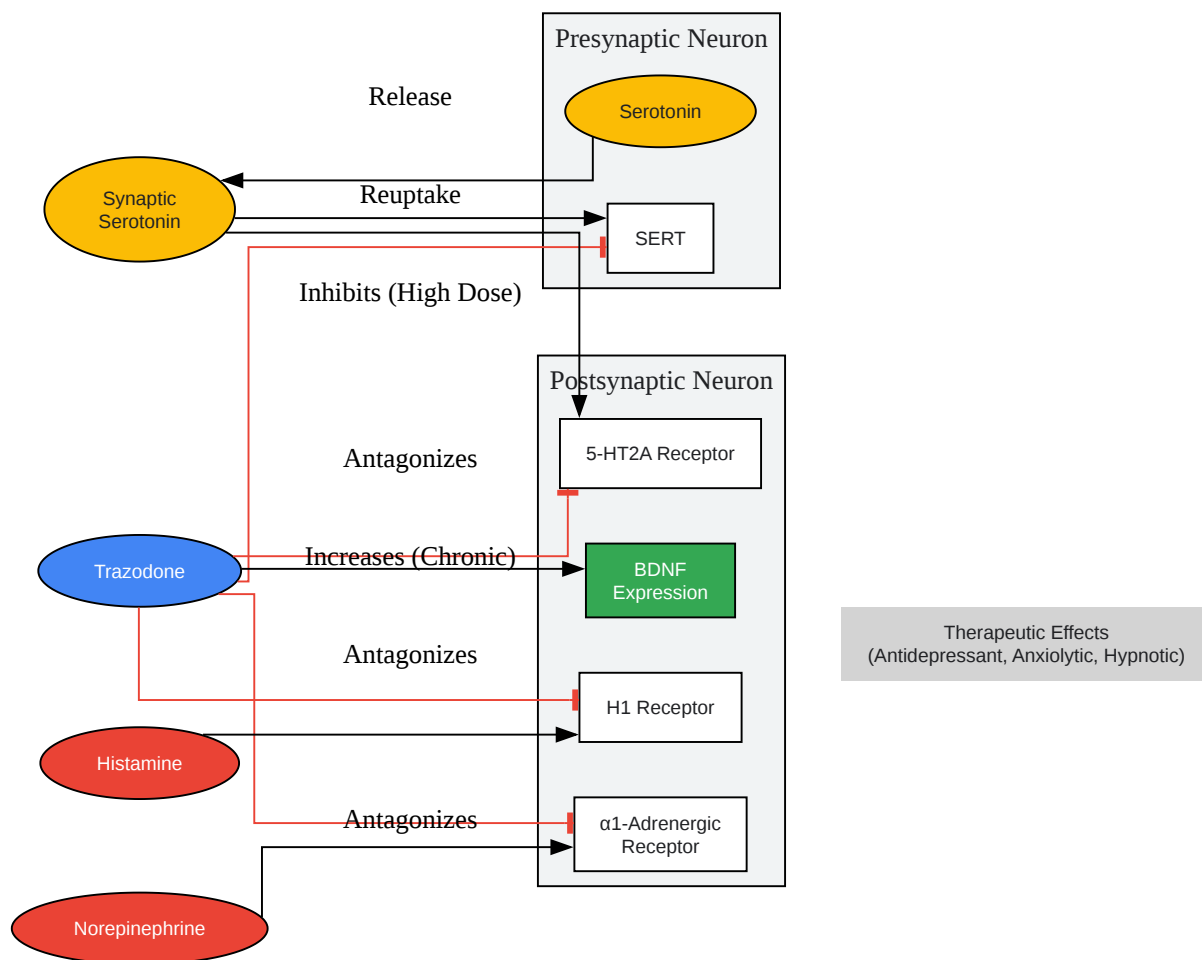 Presynaptic Neuron
Release
Serotonin
Synaptic
Serotonin
Reuptake
SERT
Inhibits (High Dose)
Postsynaptic Neuron
Antagonizes
5-HT2A Receptor
Trazodone
Increases (Chronic)
BDNF
Expression
Therapeutic Effects
(Antidepressant, Anxiolytic, Hypnotic)
Antagonizes
H1 Receptor
Histamine
Antagonizes
α1-Adrenergic
Receptor
Norepinephrine